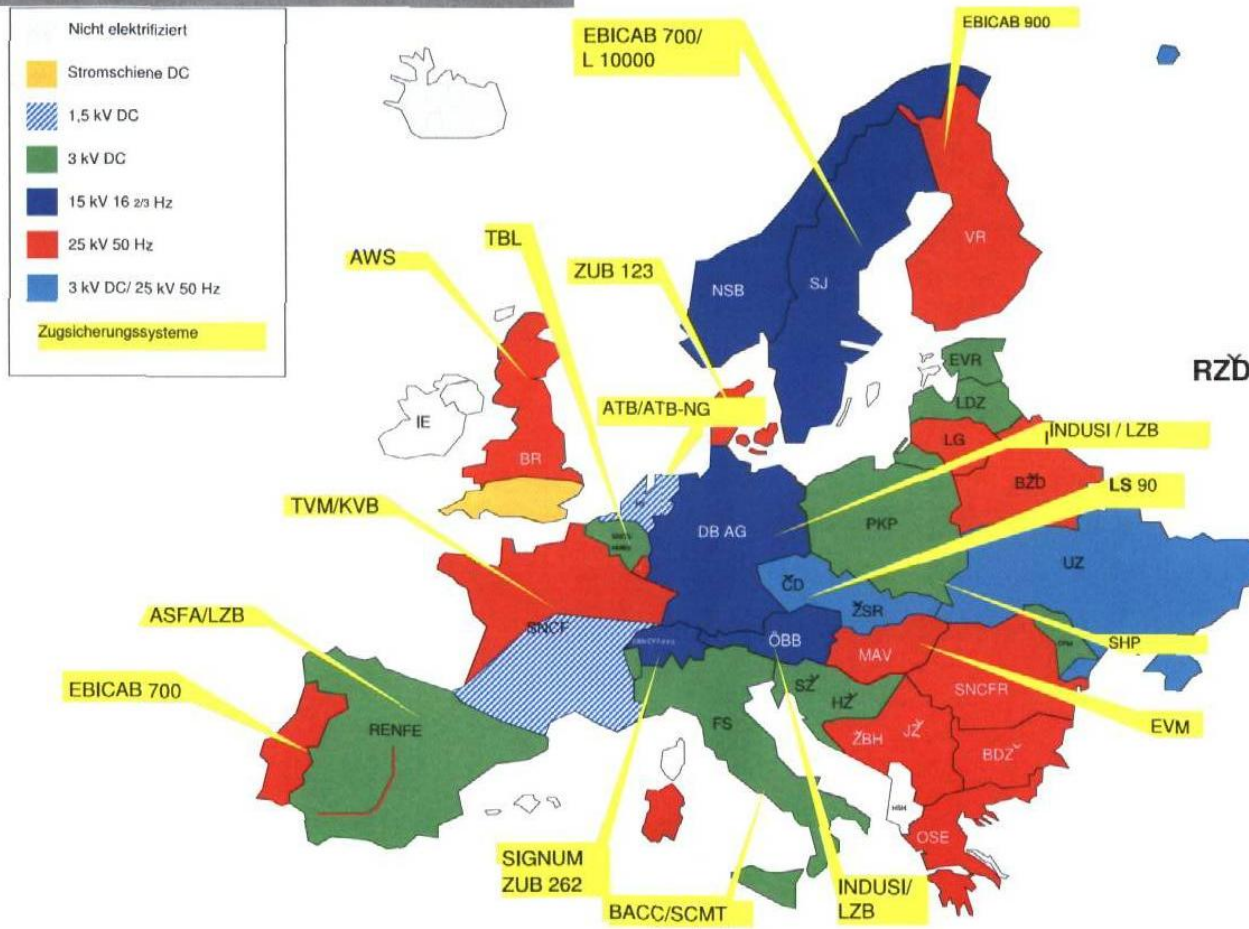 Nicht elektrifiziert
Stromschiene DC
1,5 kV DC
3 kV DC
15 kV 16 2/3 Hz
25 kV 50 Hz
3 kV DC/ 25 kV 50 Hz
Zugsicherungssysteme
EBICAB 700/
L 10000
EBICAB 900
AWS
TBL
ZUB 123
ATB/ATB-NG
INDUSI / LZB
LS 90
TVM/KVB
ASFA/LZB
EBICAB 700
SHP
EVM
SIGNUM
ZUB 262
BACC/SCMT
INDUSI/
LZB
NSB
SJ
VR
RZĎ
EVR
LDZ
LG
BŽD
IE
BR
DB AG
PKP
UZ
ČD
ŽSR
SNCF
ÖBB
MAV
SNCFR
SŽ
HŽ
FS
RENFE
ŽBH
JŽ
BDŽ
HSH
OSE